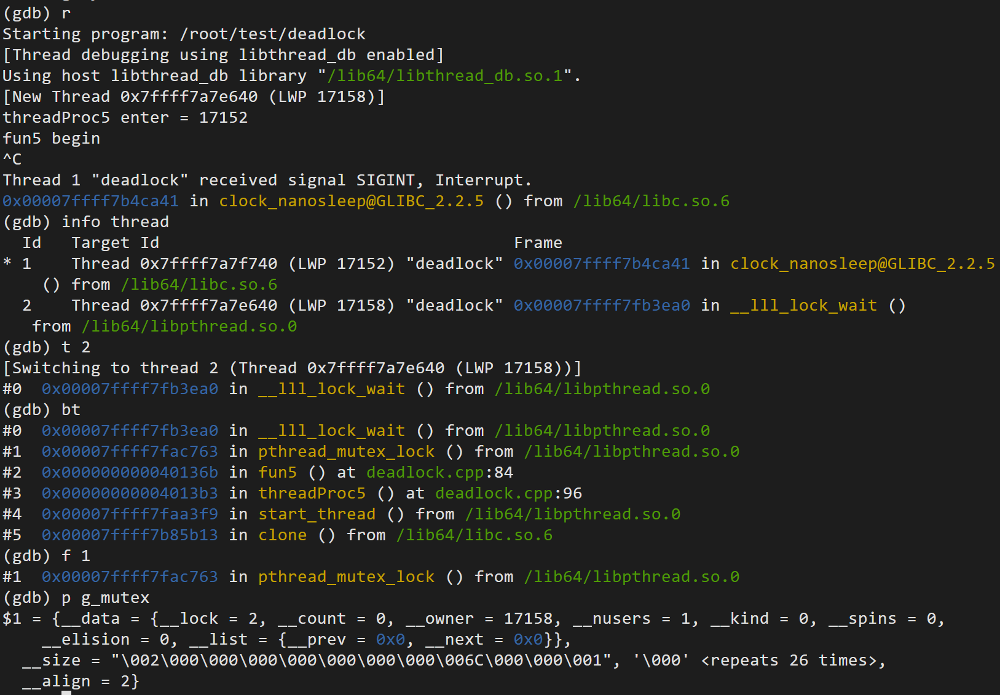 (gdb) r
Starting program: /root/test/deadlock
[Thread debugging using libthread_db enabled]
Using host libthread_db library "/lib64/libthread_db.so.1".
[New Thread 0x7ffff7a7e640 (LWP 17158)]
threadProc5 enter = 17152
fun5 begin
^C
Thread 1 "deadlock" received signal SIGINT, Interrupt.
0x00007ffff7b4ca41 in clock_nanosleep@GLIBC_2.2.5 () from /lib64/libc.so.6
(gdb) info thread
  Id   Target Id                                   Frame
* 1    Thread 0x7ffff7a7f740 (LWP 17152) "deadlock" 0x00007ffff7b4ca41 in clock_nanosleep@GLIBC_2.2.5
    () from /lib64/libc.so.6
  2    Thread 0x7ffff7a7e640 (LWP 17158) "deadlock" 0x00007ffff7fb3ea0 in __lll_lock_wait ()
   from /lib64/libpthread.so.0
(gdb) t 2
[Switching to thread 2 (Thread 0x7ffff7a7e640 (LWP 17158))]
#0  0x00007ffff7fb3ea0 in __lll_lock_wait () from /lib64/libpthread.so.0
(gdb) bt
#0  0x00007ffff7fb3ea0 in __lll_lock_wait () from /lib64/libpthread.so.0
#1  0x00007ffff7fac763 in pthread_mutex_lock () from /lib64/libpthread.so.0
#2  0x000000000040136b in fun5 () at deadlock.cpp:84
#3  0x00000000004013b3 in threadProc5 () at deadlock.cpp:96
#4  0x00007ffff7faa3f9 in start_thread () from /lib64/libpthread.so.0
#5  0x00007ffff7b85b13 in clone () from /lib64/libc.so.6
(gdb) f 1
#1  0x00007ffff7fac763 in pthread_mutex_lock () from /lib64/libpthread.so.0
(gdb) p g_mutex
$1 = {__data = {__lock = 2, __count = 0, __owner = 17158, __nusers = 1, __kind = 0, __spins = 0,
    __elision = 0, __list = {__prev = 0x0, __next = 0x0}},
  __size = "\002\000\000\000\000\000\000\000\006C\000\000\001", '\000' <repeats 26 times>,
  __align = 2}